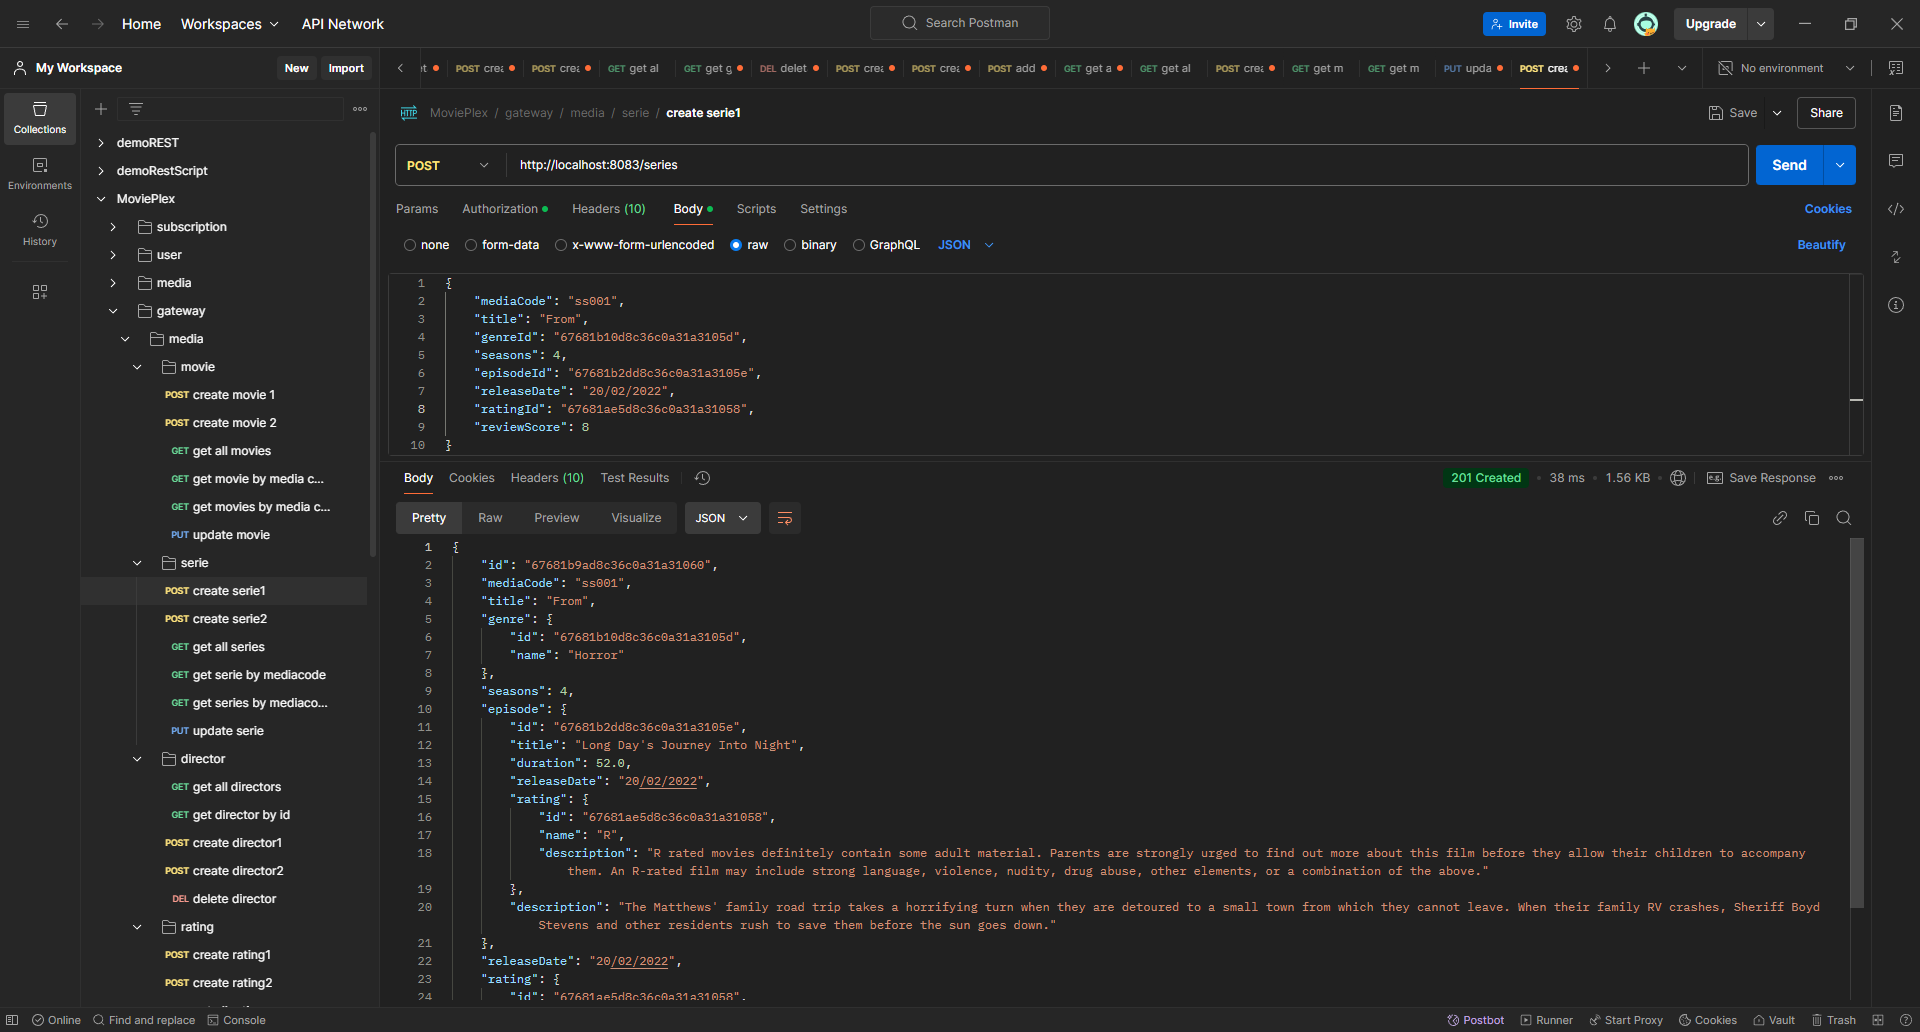 Home Workspaces API Network Search Postman Invite Upgrade
My Workspace New Import POST crea POST crea GET get al GET get g DEL delet POST crea POST crea POST add GET get a GET get al POST crea GET get m GET get m PUT upda POST crea No environment
Collections
Environments
History
demoREST
demoRestScript
MoviePlex
subscription
user
media
gateway
media
movie
POST create movie 1
POST create movie 2
GET get all movies
GET get movie by media c...
GET get movies by media c...
PUT update movie
serie
POST create serie1
POST create serie2
GET get all series
GET get serie by mediacode
GET get series by mediaco...
PUT update serie
director
GET get all directors
GET get director by id
POST create director1
POST create director2
DEL delete director
rating
POST create rating1
POST create rating2
HTTP MoviePlex / gateway / media / serie / create serie1 Save Share
POST http://localhost:8083/series Send
Params Authorization Headers (10) Body Scripts Settings Cookies
none form-data x-www-form-urlencoded raw binary GraphQL JSON Beautify
1 {
2 "mediaCode": "ss001",
3 "title": "From",
4 "genreId": "67681b10d8c36c0a31a3105d",
5 "seasons": 4,
6 "episodeId": "67681b2dd8c36c0a31a3105e",
7 "releaseDate": "20/02/2022",
8 "ratingId": "67681ae5d8c36c0a31a31058",
9 "reviewScore": 8
10 }
Body Cookies Headers (10) Test Results 201 Created 38 ms 1.56 KB e.g. Save Response
Pretty Raw Preview Visualize JSON
1 {
2 "id": "67681b9ad8c36c0a31a31060",
3 "mediaCode": "ss001",
4 "title": "From",
5 "genre": {
6 "id": "67681b10d8c36c0a31a3105d",
7 "name": "Horror"
8 },
9 "seasons": 4,
10 "episode": {
11 "id": "67681b2dd8c36c0a31a3105e",
12 "title": "Long Day's Journey Into Night",
13 "duration": 52.0,
14 "releaseDate": "20/02/2022",
15 "rating": {
16 "id": "67681ae5d8c36c0a31a31058",
17 "name": "R",
18 "description": "R rated movies definitely contain some adult material. Parents are strongly urged to find out more about this film before they allow their children to accompany
them. An R-rated film may include strong language, violence, nudity, drug abuse, other elements, or a combination of the above."
19 },
20 "description": "The Matthews' family road trip takes a horrifying turn when they are detoured to a small town from which they cannot leave. When their family RV crashes, Sheriff Boyd
Stevens and other residents rush to save them before the sun goes down."
21 },
22 "releaseDate": "20/02/2022",
23 "rating": {
24 "id": "67681ae5d8c36c0a31a31058",
Online Find and replace Console Postbot Runner Start Proxy Cookies Vault Trash